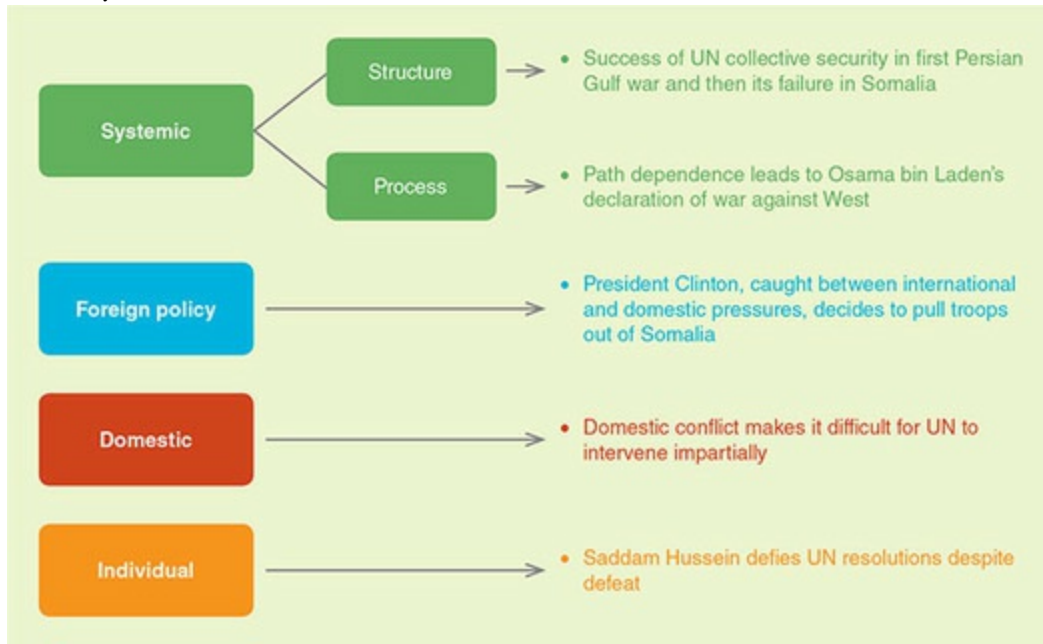 Systemic
Structure
• Success of UN collective security in first Persian
Gulf war and then its failure in Somalia
Process
• Path dependence leads to Osama bin Laden's
declaration of war against West
Foreign policy
• President Clinton, caught between international
and domestic pressures, decides to pull troops
out of Somalia
Domestic
• Domestic conflict makes it difficult for UN to
intervene impartially
Individual
• Saddam Hussein defies UN resolutions despite
defeat